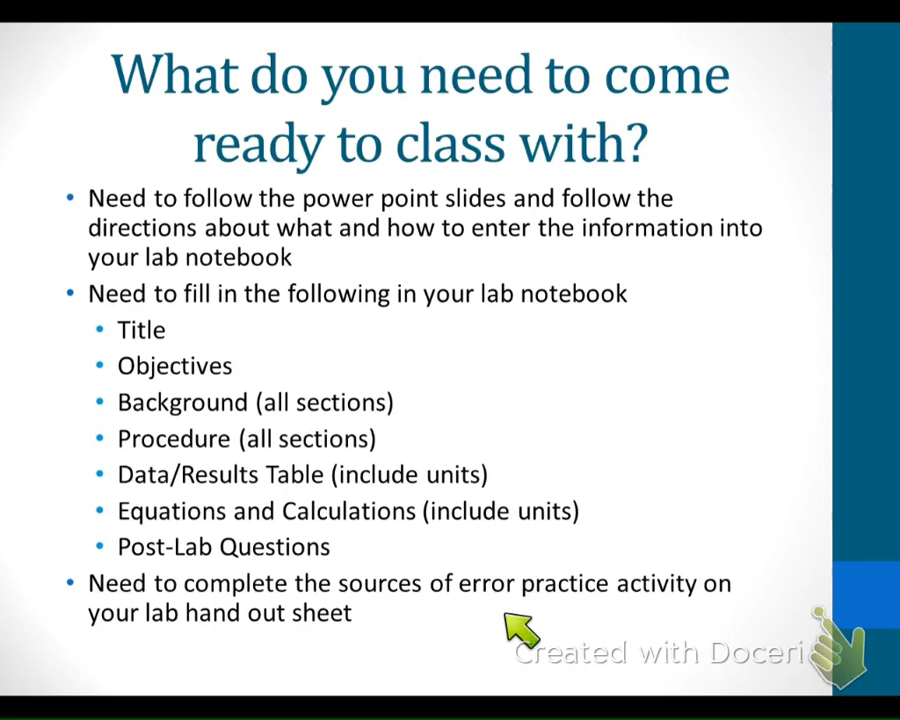 What do you need to come
ready to class with?
• Need to follow the power point slides and follow the
directions about what and how to enter the information into
your lab notebook
• Need to fill in the following in your lab notebook
• Title
• Objectives
• Background (all sections)
• Procedure (all sections)
• Data/Results Table (include units)
• Equations and Calculations (include units)
• Post-Lab Questions
• Need to complete the sources of error practice activity on
your lab hand out sheet
Created with Doceri